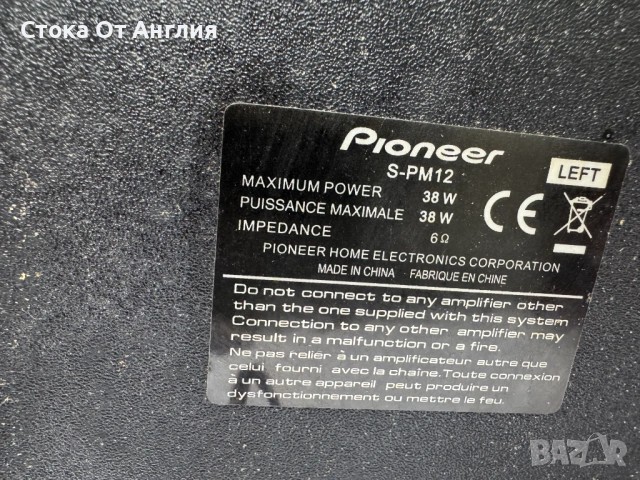 Стока От Англия
Pioneer
S-PM12
LEFT
MAXIMUM POWER 38 W
PUISSANCE MAXIMALE 38 W
IMPEDANCE 6 Ω
CE
PIONEER HOME ELECTRONICS CORPORATION
MADE IN CHINA · FABRIQUE EN CHINE
Do not connect to any amplifier other
than the one supplied with this system
Connection to any other amplifier may
result in a malfunction or a fire.
Ne pas relier à un amplificateur autre que
celui fourni avec la chaîne. Toute connexion
à un autre appareil peut produire un
dysfonctionnement ou mettre le feu.
BAZAR